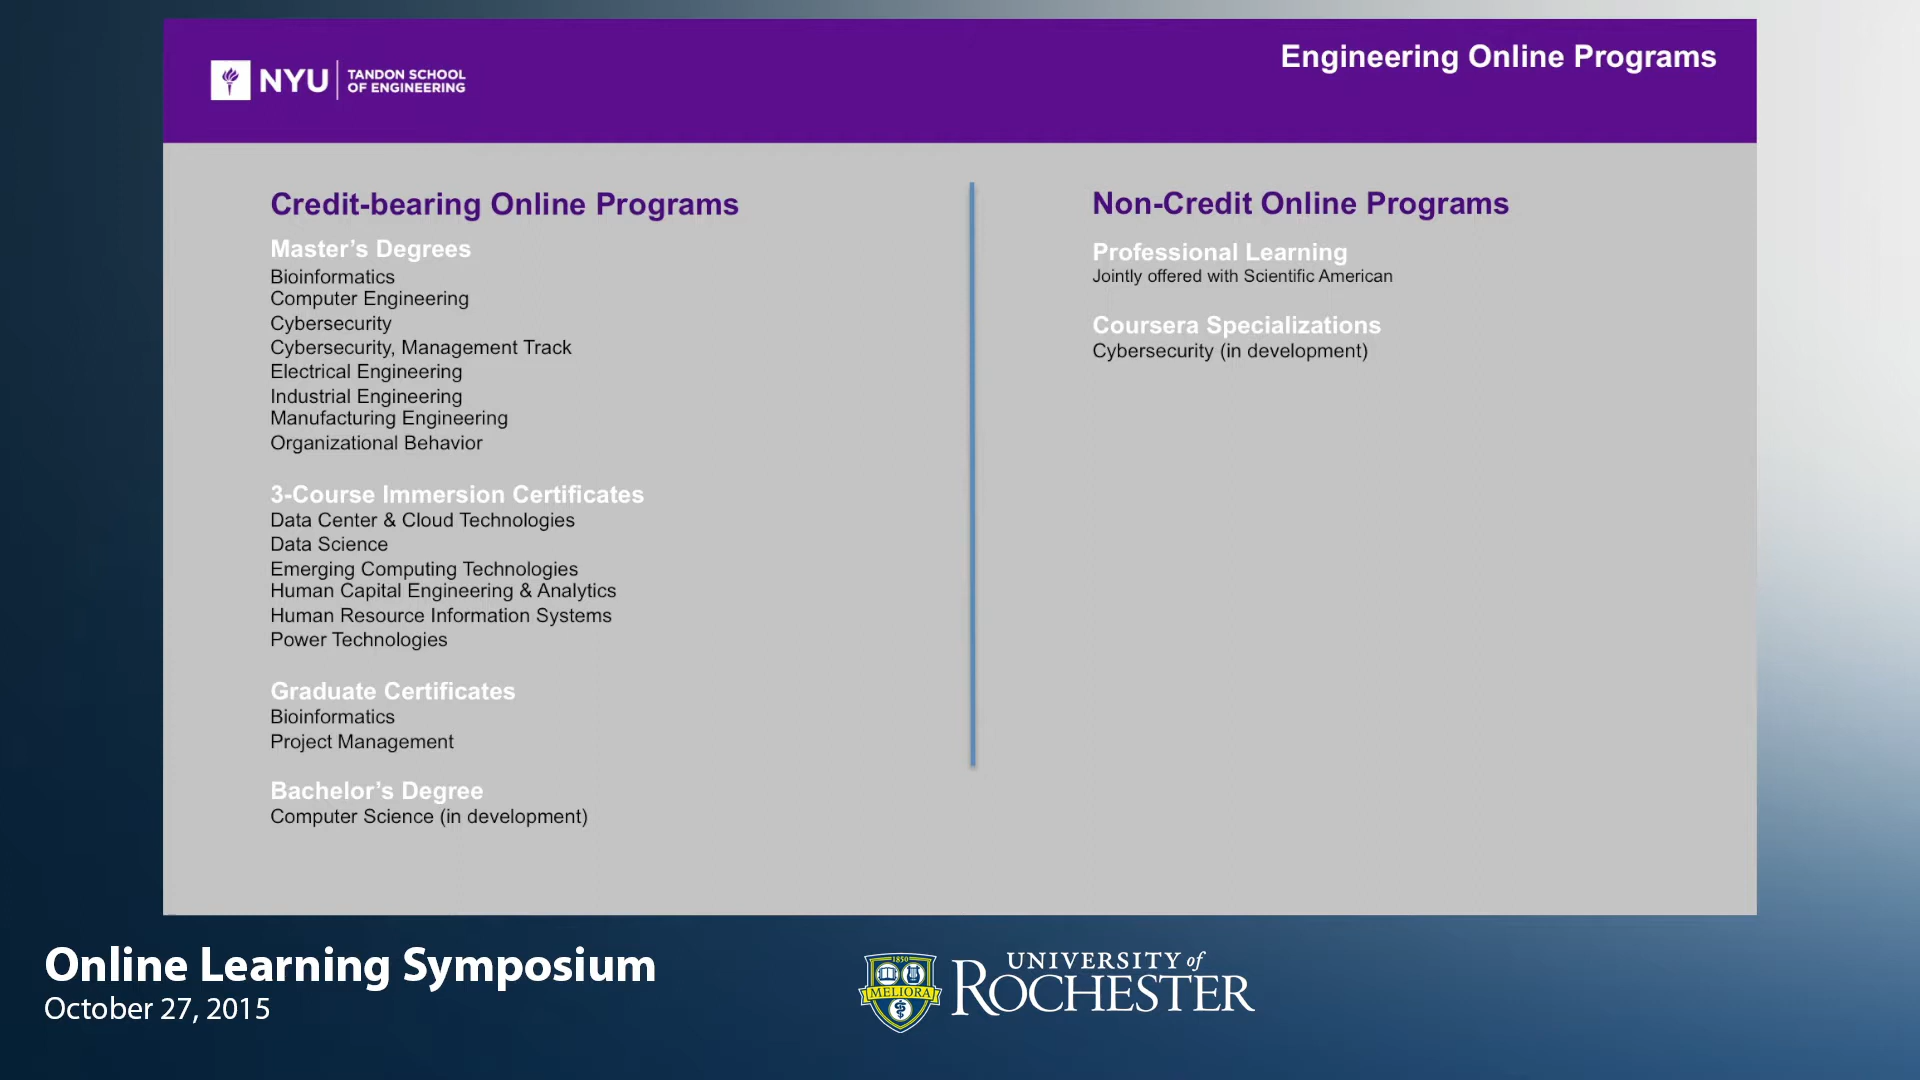 Engineering Online Programs
NYU
TANDON SCHOOL
OF ENGINEERING
Credit-bearing Online Programs
Master’s Degrees
Bioinformatics
Computer Engineering
Cybersecurity
Cybersecurity, Management Track
Electrical Engineering
Industrial Engineering
Manufacturing Engineering
Organizational Behavior
3-Course Immersion Certificates
Data Center & Cloud Technologies
Data Science
Emerging Computing Technologies
Human Capital Engineering & Analytics
Human Resource Information Systems
Power Technologies
Graduate Certificates
Bioinformatics
Project Management
Bachelor’s Degree
Computer Science (in development)
Non-Credit Online Programs
Professional Learning
Jointly offered with Scientific American
Coursera Specializations
Cybersecurity (in development)
Online Learning Symposium
October 27, 2015
1850
MELIORA
UNIVERSITY of
ROCHESTER